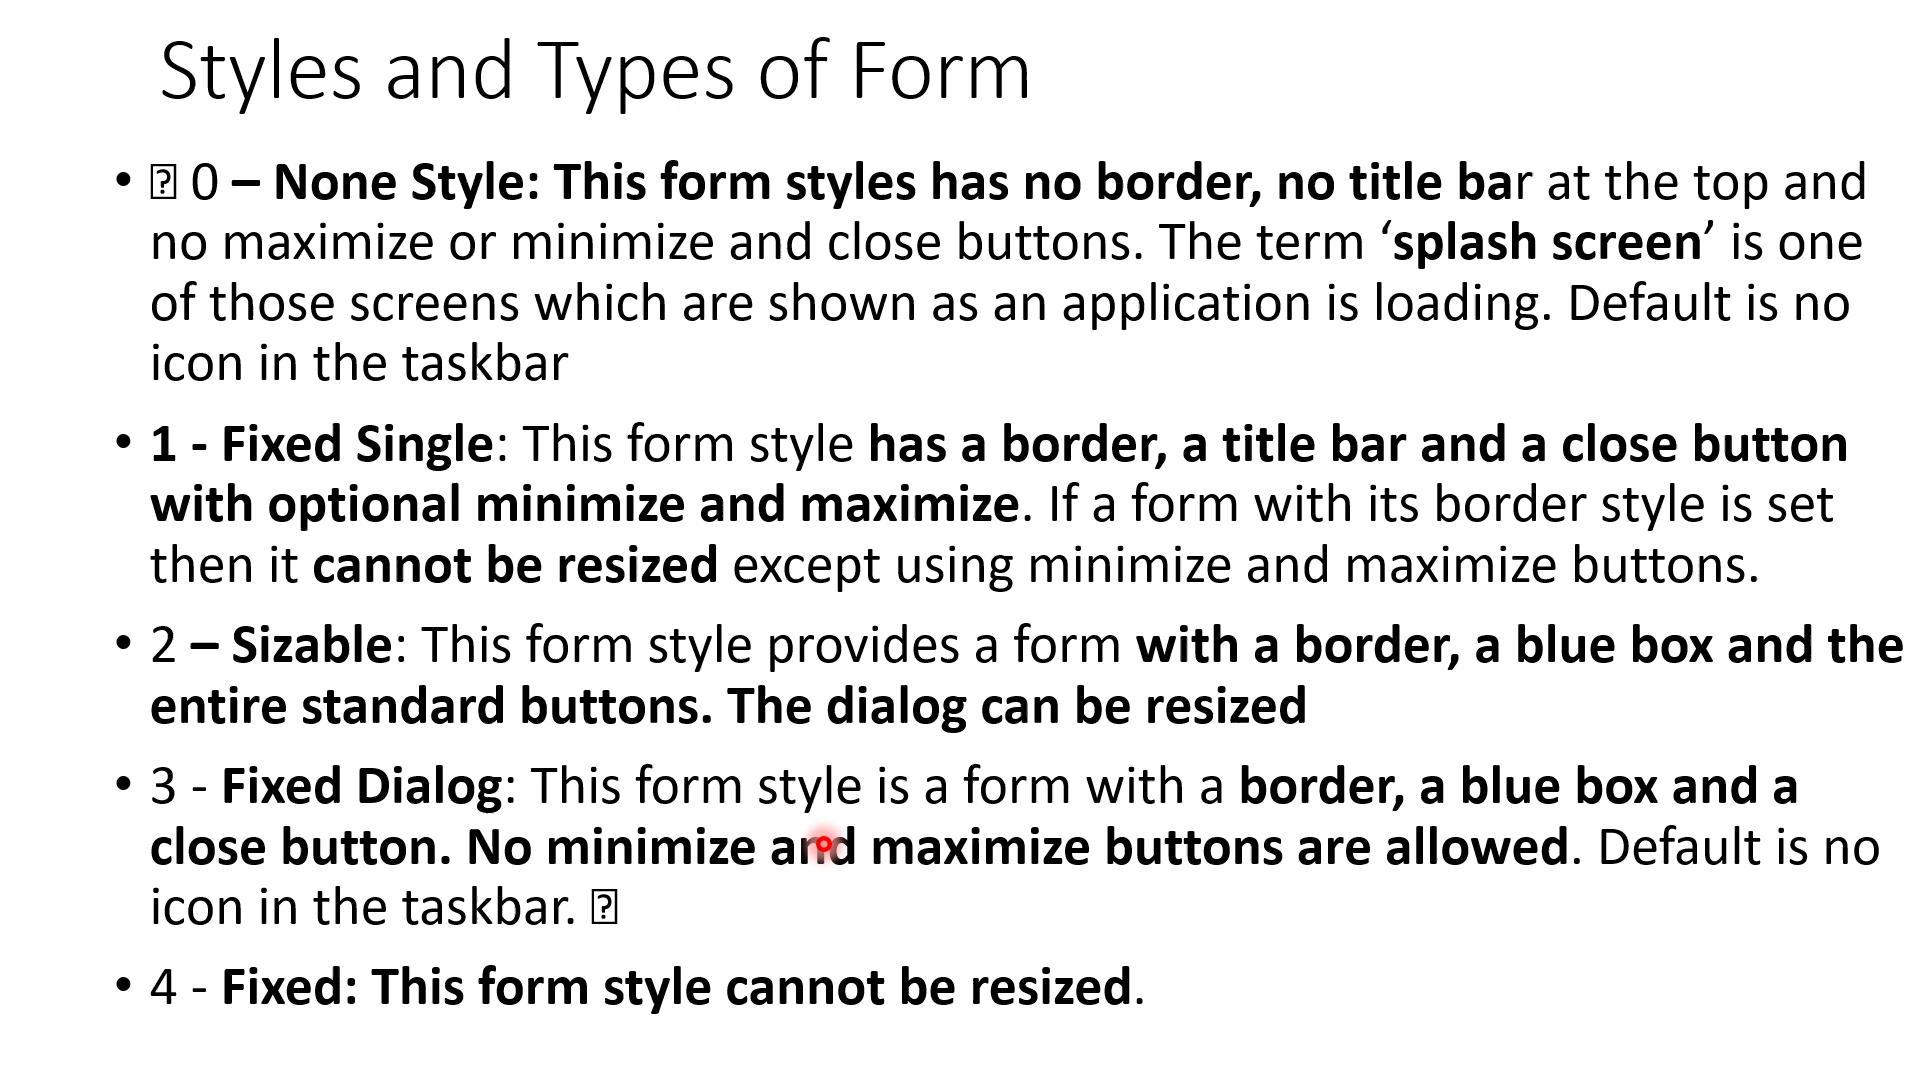 Styles and Types of Form
• 0 – None Style: This form styles has no border, no title bar at the top and
no maximize or minimize and close buttons. The term ‘splash screen’ is one
of those screens which are shown as an application is loading. Default is no
icon in the taskbar
• 1 - Fixed Single: This form style has a border, a title bar and a close button
with optional minimize and maximize. If a form with its border style is set
then it cannot be resized except using minimize and maximize buttons.
• 2 – Sizable: This form style provides a form with a border, a blue box and the
entire standard buttons. The dialog can be resized
• 3 - Fixed Dialog: This form style is a form with a border, a blue box and a
close button. No minimize and maximize buttons are allowed. Default is no
icon in the taskbar.
• 4 - Fixed: This form style cannot be resized.